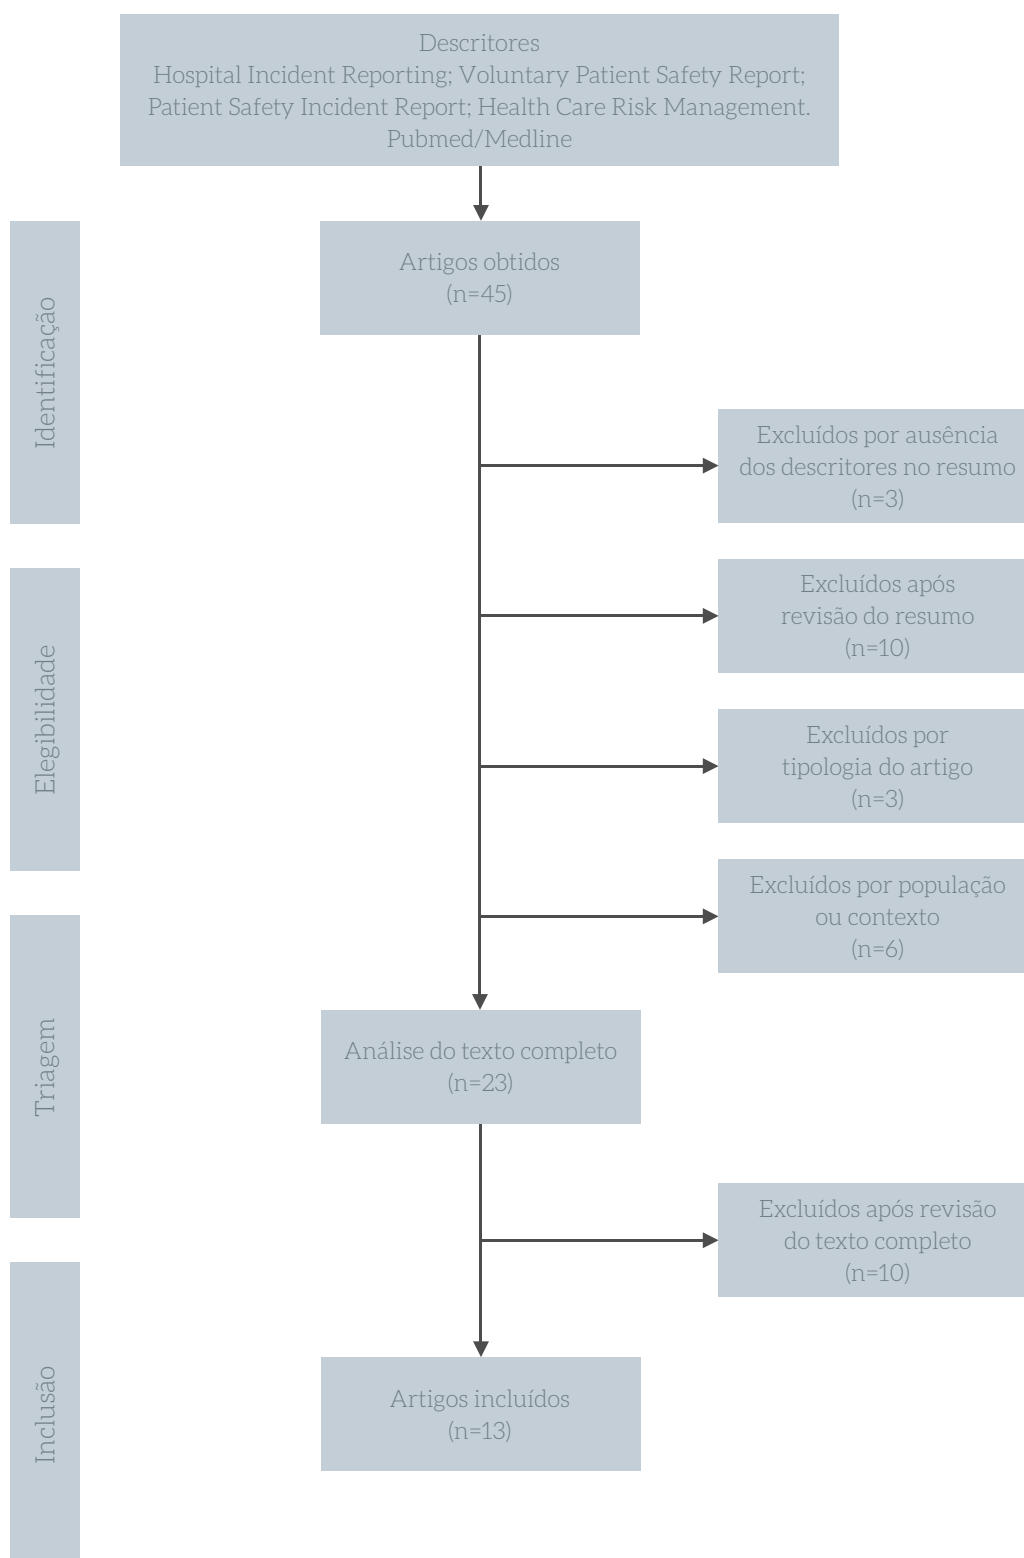 Descritores
Hospital Incident Reporting; Voluntary Patient Safety Report;
Patient Safety Incident Report; Health Care Risk Management.
Pubmed/Medline
Identificação
Artigos obtidos
(n=45)
Excluídos por ausência
dos descritores no resumo
(n=3)
Elegibilidade
Excluídos após
revisão do resumo
(n=10)
Excluídos por
tipologia do artigo
(n=3)
Excluídos por população
ou contexto
(n=6)
Triagem
Análise do texto completo
(n=23)
Excluídos após revisão
do texto completo
(n=10)
Inclusão
Artigos incluídos
(n=13)